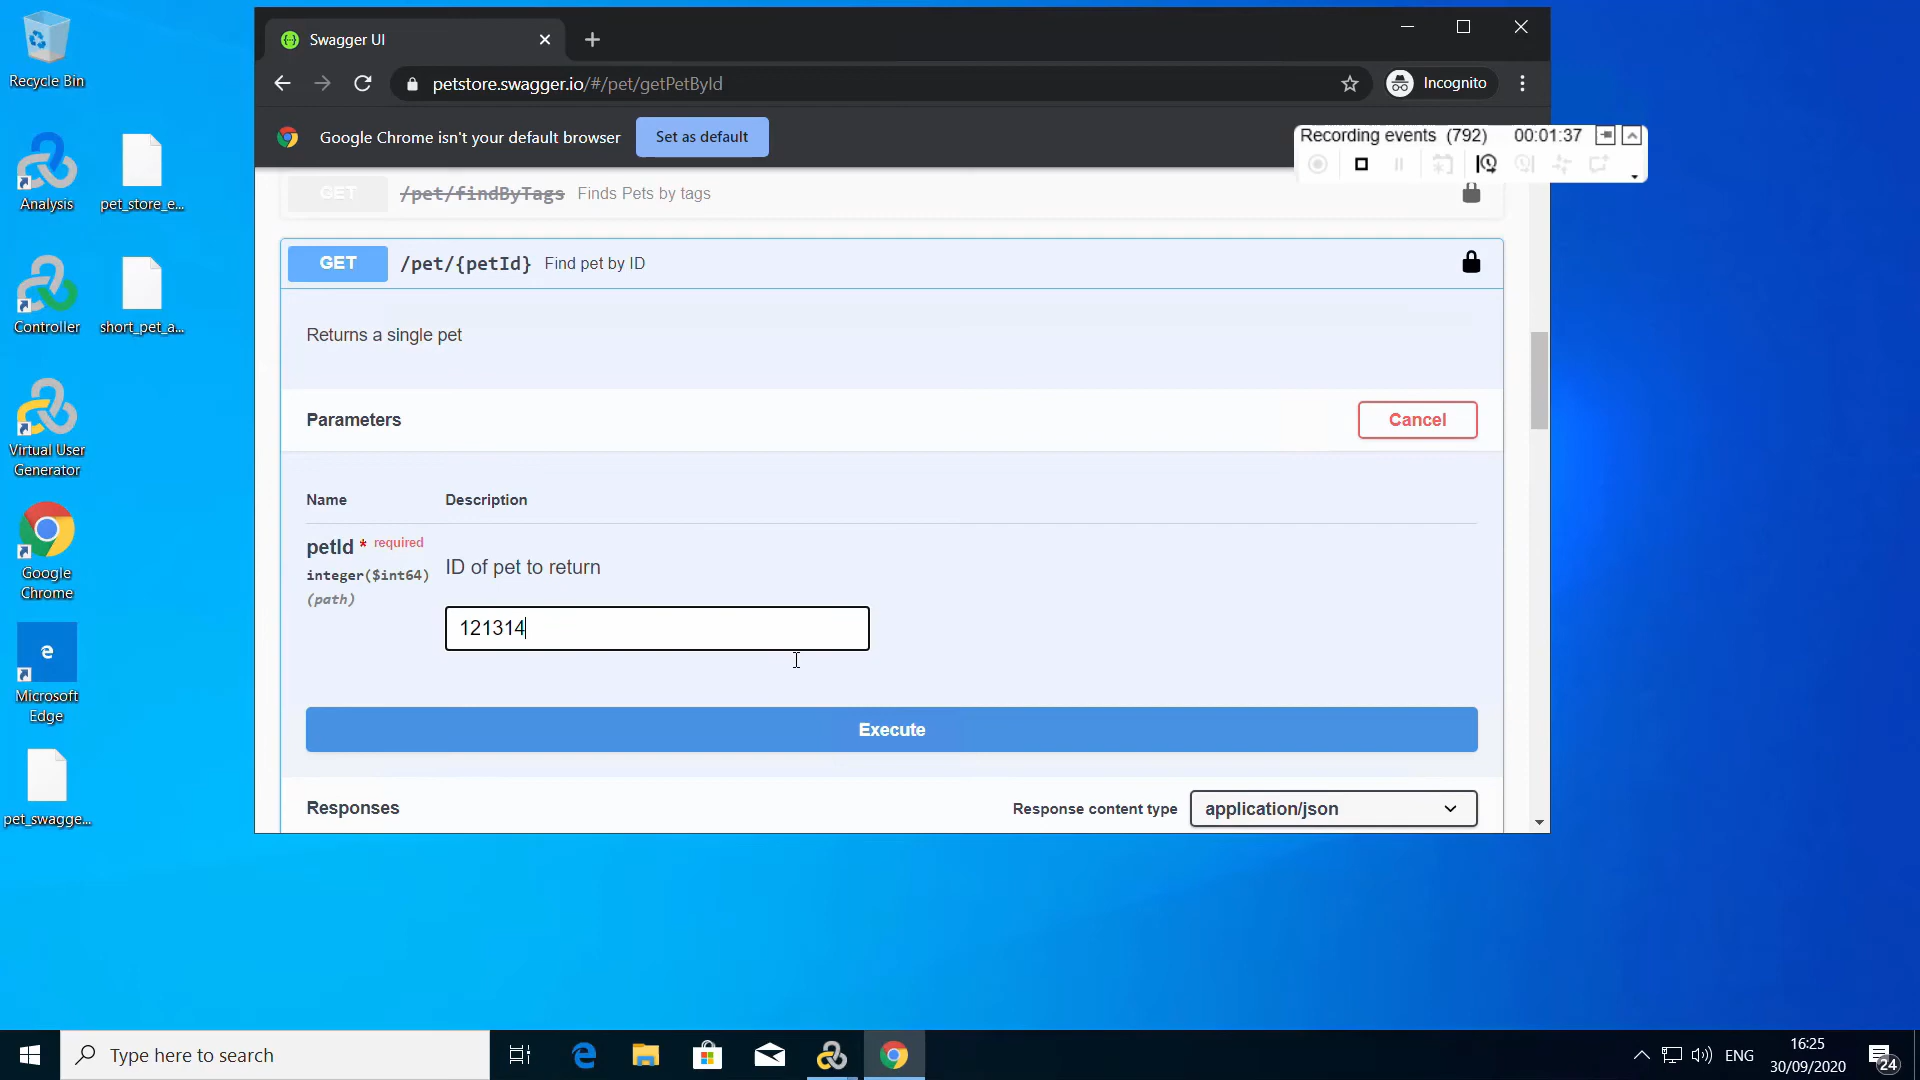 Recycle Bin
Analysis
pet_store_e...
Controller
short_pet_a...
Virtual User
Generator
Google
Chrome
Microsoft
Edge
pet_swagge...
Swagger UI
petstore.swagger.io/#/pet/getPetById
Incognito
Google Chrome isn't your default browser
Set as default
Recording events (792) 00:01:37
GET /pet/findByTags Finds Pets by tags
GET /pet/{petId} Find pet by ID
Returns a single pet
Parameters
Cancel
Name Description
petId * required
integer($int64)
(path)
ID of pet to return
121314
Execute
Responses
Response content type application/json
Type here to search
ENG
16:25
30/09/2020
24